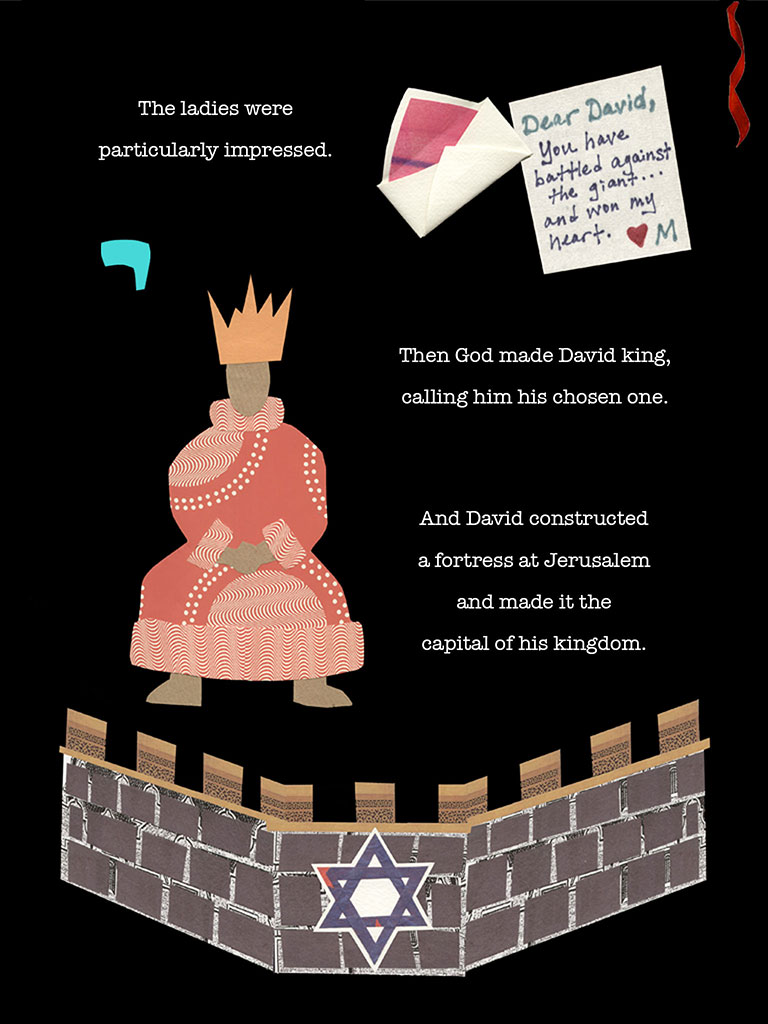 The ladies were
particularly impressed.
Dear David,
You have
battled against
the giant...
and won my
heart. ❤ M
Then God made David king,
calling him his chosen one.
And David constructed
a fortress at Jerusalem
and made it the
capital of his kingdom.